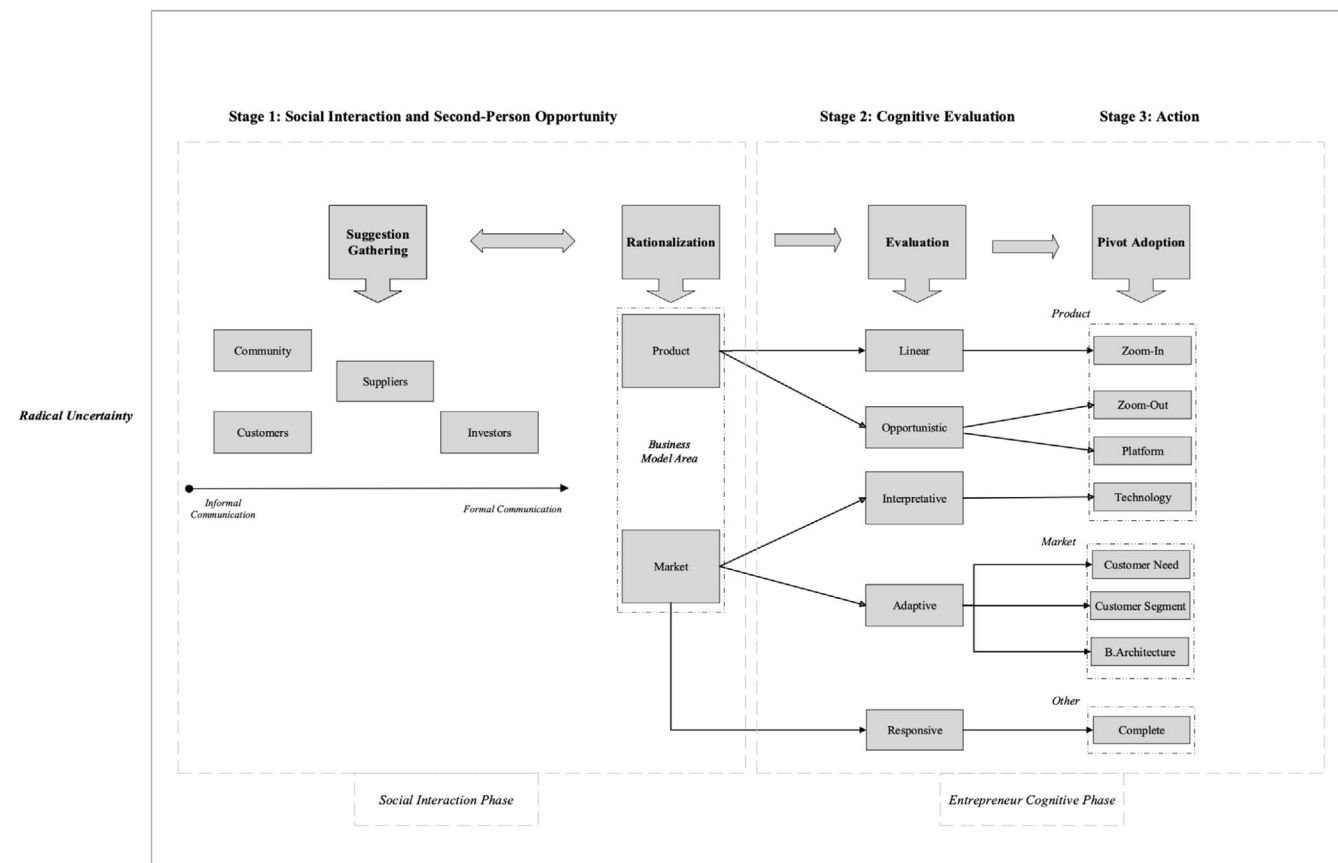 Stage 1: Social Interaction and Second-Person Opportunity
Stage 2: Cognitive Evaluation
Stage 3: Action
Suggestion
Gathering
Rationalization
Evaluation
Pivot Adoption
Product
Community
Suppliers
Product
Linear
Zoom-In
Radical Uncertainty
Customers
Investors
Business
Model Area
Opportunistic
Zoom-Out
Platform
Informal
Communication
Formal Communication
Interpretative
Technology
Market
Market
Adaptive
Customer Need
Customer Segment
B.Architecture
Other
Responsive
Complete
Social Interaction Phase
Entrepreneur Cognitive Phase